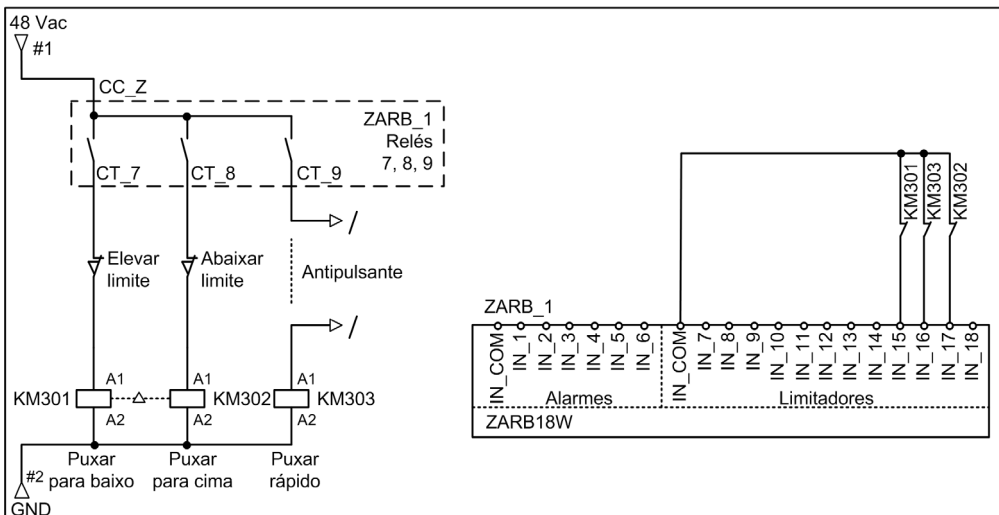 48 Vac
#1
CC_Z
ZARB_1
Relés
7, 8, 9
CT_7
CT_8
CT_9
Elevar
limite
Abaixar
limite
Antipulsante
A1
A1
A1
KM301
KM302
KM303
A2
A2
A2
#2
Puxar
para baixo
Puxar
para cima
Puxar
rápido
GND
KM301
KM303
KM302
ZARB_1
IN_COM
IN_1
IN_2
IN_3
IN_4
IN_5
IN_6
IN_COM
IN_7
IN_8
IN_9
IN_10
IN_11
IN_12
IN_13
IN_14
IN_15
IN_16
IN_17
IN_18
Alarmes
Limitadores
ZARB18W